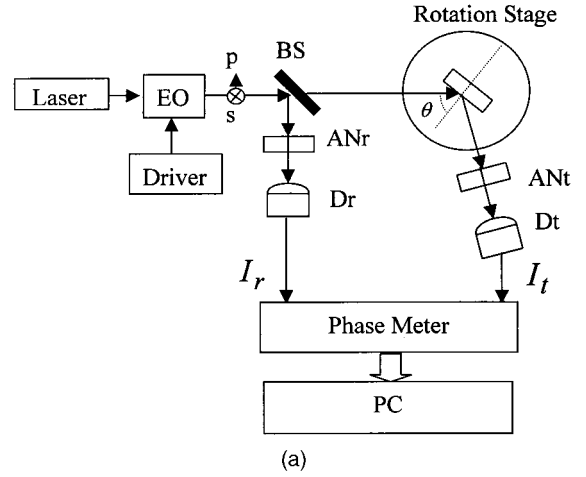 Rotation Stage
BS
p
Laser
EO
s
θ
ANr
ANt
Driver
Dr
Dt
I_r
I_t
Phase Meter
PC
(a)